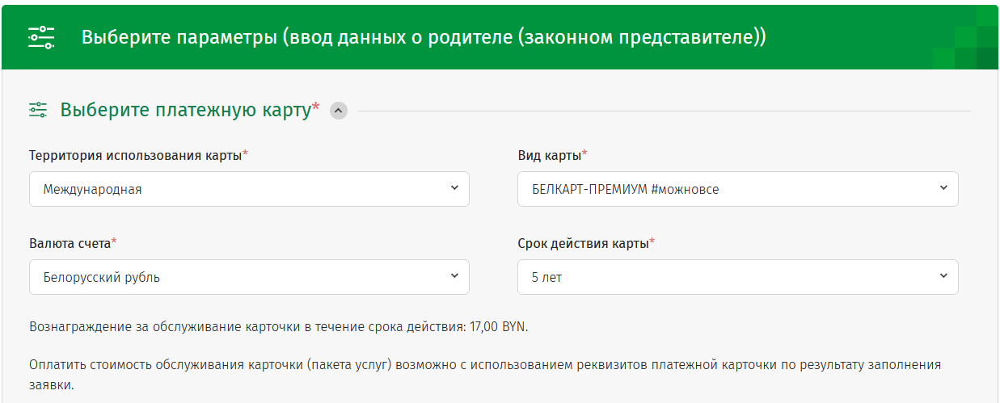 Выберите параметры (ввод данных о родителе (законном представителе))
Выберите платежную карту*
Территория использования карты*
Вид карты*
Международная
БЕЛКАРТ-ПРЕМИУМ #можновсе
Валюта счета*
Срок действия карты*
Белорусский рубль
5 лет
Вознаграждение за обслуживание карточки в течение срока действия: 17,00 BYN.
Оплатить стоимость обслуживания карточки (пакета услуг) возможно с использованием реквизитов платежной карточки по результату заполнения
заявки.